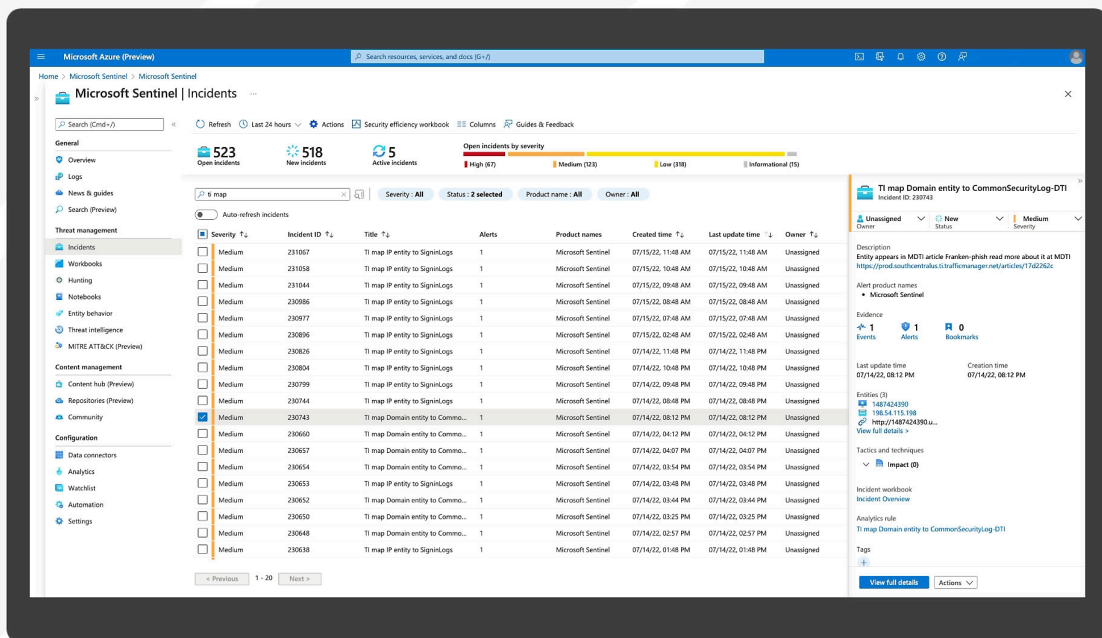 Microsoft Azure (Preview)
Search resources, services, and docs (G+/)
Home > Microsoft Sentinel > Microsoft Sentinel
Microsoft Sentinel | Incidents ...
Search (Cmd+/)
Refresh Last 24 hours Actions Security efficiency workbook Columns Guides & Feedback
General
Overview
Logs
News & guides
Search (Preview)
Threat management
Incidents
Workbooks
Hunting
Notebooks
Entity behavior
Threat intelligence
MITRE ATT&CK (Preview)
Content management
Content hub (Preview)
Repositories (Preview)
Community
Configuration
Data connectors
Analytics
Watchlist
Automation
Settings
523 Open incidents
518 New incidents
5 Active incidents
Open incidents by severity
High (67) Medium (123) Low (318) Informational (15)
ti map
Severity : All Status : 2 selected Product name : All Owner : All
Auto-refresh incidents
Severity Incident ID Title Alerts Product names Created time Last update time Owner
Medium 231067 TI map IP entity to SigninLogs 1 Microsoft Sentinel 07/15/22, 11:48 AM 07/15/22, 11:48 AM Unassigned
Medium 231058 TI map IP entity to SigninLogs 1 Microsoft Sentinel 07/15/22, 10:48 AM 07/15/22, 10:48 AM Unassigned
Medium 231044 TI map IP entity to SigninLogs 1 Microsoft Sentinel 07/15/22, 09:48 AM 07/15/22, 09:48 AM Unassigned
Medium 230986 TI map IP entity to SigninLogs 1 Microsoft Sentinel 07/15/22, 08:48 AM 07/15/22, 08:48 AM Unassigned
Medium 230977 TI map IP entity to SigninLogs 1 Microsoft Sentinel 07/15/22, 07:48 AM 07/15/22, 07:48 AM Unassigned
Medium 230896 TI map IP entity to SigninLogs 1 Microsoft Sentinel 07/15/22, 02:48 AM 07/15/22, 02:48 AM Unassigned
Medium 230826 TI map IP entity to SigninLogs 1 Microsoft Sentinel 07/14/22, 11:48 PM 07/14/22, 11:48 PM Unassigned
Medium 230804 TI map IP entity to SigninLogs 1 Microsoft Sentinel 07/14/22, 10:48 PM 07/14/22, 10:48 PM Unassigned
Medium 230799 TI map IP entity to SigninLogs 1 Microsoft Sentinel 07/14/22, 09:48 PM 07/14/22, 09:48 PM Unassigned
Medium 230744 TI map IP entity to SigninLogs 1 Microsoft Sentinel 07/14/22, 08:48 PM 07/14/22, 08:48 PM Unassigned
Medium 230743 TI map Domain entity to Commo... 1 Microsoft Sentinel 07/14/22, 08:12 PM 07/14/22, 08:12 PM Unassigned
Medium 230660 TI map Domain entity to Commo... 1 Microsoft Sentinel 07/14/22, 04:12 PM 07/14/22, 04:12 PM Unassigned
Medium 230657 TI map Domain entity to Commo... 1 Microsoft Sentinel 07/14/22, 04:07 PM 07/14/22, 04:07 PM Unassigned
Medium 230654 TI map Domain entity to Commo... 1 Microsoft Sentinel 07/14/22, 03:54 PM 07/14/22, 03:54 PM Unassigned
Medium 230653 TI map IP entity to SigninLogs 1 Microsoft Sentinel 07/14/22, 03:48 PM 07/14/22, 03:48 PM Unassigned
Medium 230652 TI map Domain entity to Commo... 1 Microsoft Sentinel 07/14/22, 03:44 PM 07/14/22, 03:44 PM Unassigned
Medium 230650 TI map Domain entity to Commo... 1 Microsoft Sentinel 07/14/22, 03:25 PM 07/14/22, 03:25 PM Unassigned
Medium 230648 TI map Domain entity to Commo... 1 Microsoft Sentinel 07/14/22, 02:57 PM 07/14/22, 02:57 PM Unassigned
Medium 230638 TI map IP entity to SigninLogs 1 Microsoft Sentinel 07/14/22, 01:48 PM 07/14/22, 01:48 PM Unassigned
< Previous 1 - 20 Next >
TI map Domain entity to CommonSecurityLog-DTI
Incident ID: 230743
Unassigned New Medium
Owner Status Severity
Description
Entity appears in MDTI article Franken-phish read more about it at MDTI
https://prod.southcentralus.ti.trafficmanager.net/articles/17d2262c
Alert product names
• Microsoft Sentinel
Evidence
1 1 0
Events Alerts Bookmarks
Last update time Creation time
07/14/22, 08:12 PM 07/14/22, 08:12 PM
Entities (3)
1487424390
198.54.115.198
http://1487424390.u...
View full details >
Tactics and techniques
Impact (0)
Incident workbook
Incident Overview
Analytics rule
TI map Domain entity to CommonSecurityLog-DTI
Tags
+
View full details Actions